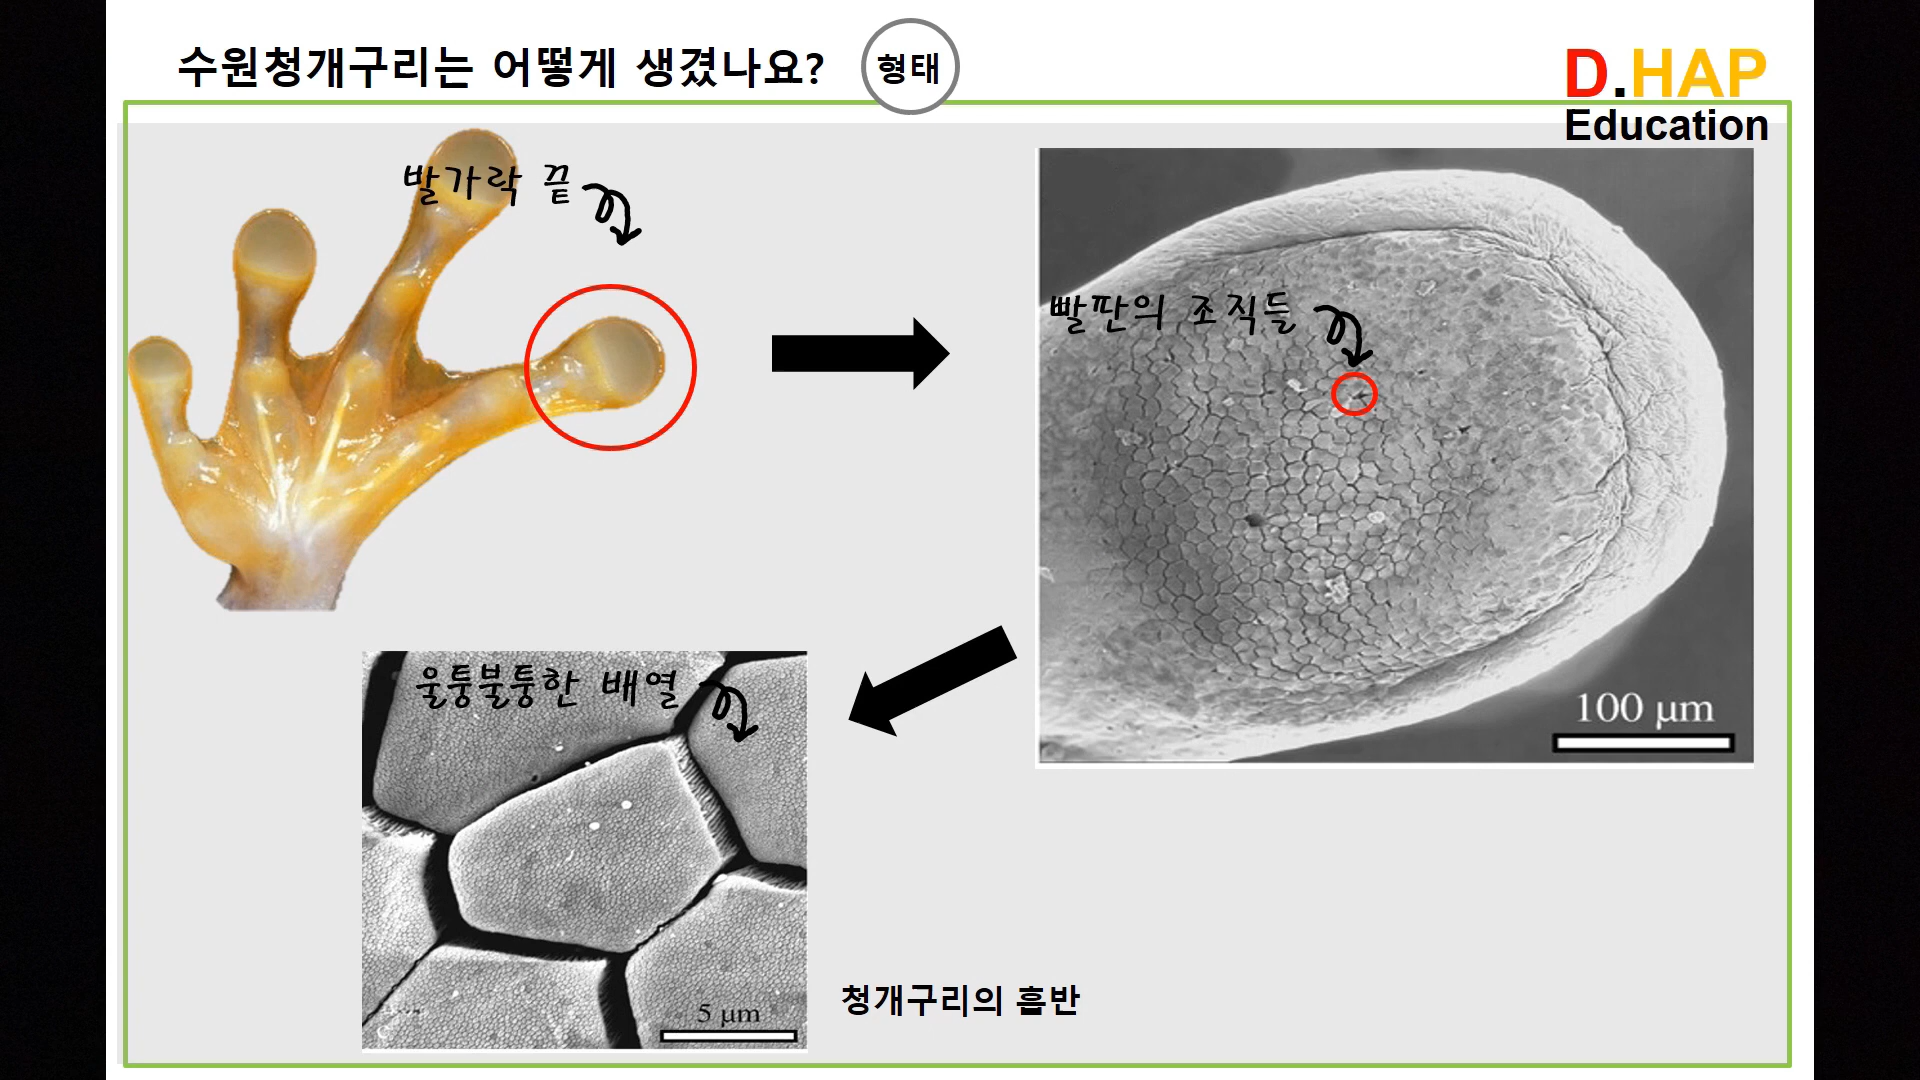 수원청개구리는 어떻게 생겼나요?
형태
D.HAP
Education
발가락 끝
빨판의 조직들
100 μm
울퉁불퉁한 배열
5 μm
청개구리의 흡반